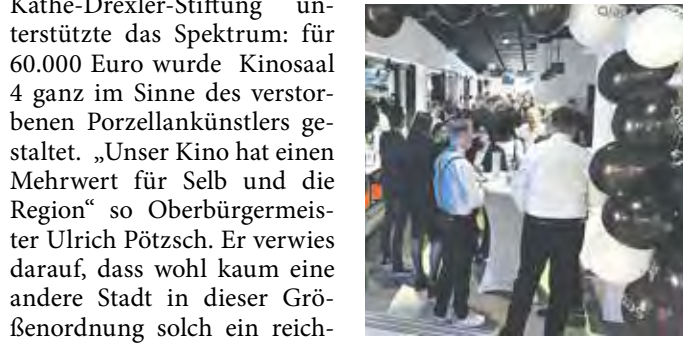 Käthe-Drexler-Stiftung un-
terstützte das Spektrum: für
60.000 Euro wurde Kinosaal
4 ganz im Sinne des verstor-
benen Porzellankünstlers ge-
staltet. „Unser Kino hat einen
Mehrwert für Selb und die
Region“ so Oberbürgermeis-
ter Ulrich Pötzsch. Er verwies
darauf, dass wohl kaum eine
andere Stadt in dieser Grö-
ßenordnung solch ein reich-